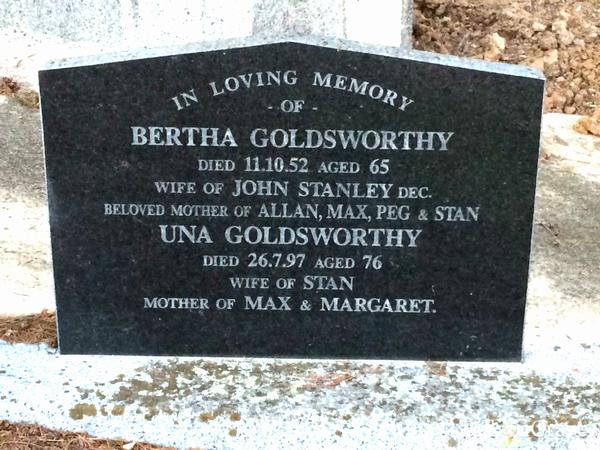 IN LOVING MEMORY
- OF -
BERTHA GOLDSWORTHY
DIED 11.10.52 AGED 65
WIFE OF JOHN STANLEY DEC.
BELOVED MOTHER OF ALLAN, MAX, PEG & STAN
UNA GOLDSWORTHY
DIED 26.7.97 AGED 76
WIFE OF STAN
MOTHER OF MAX & MARGARET.